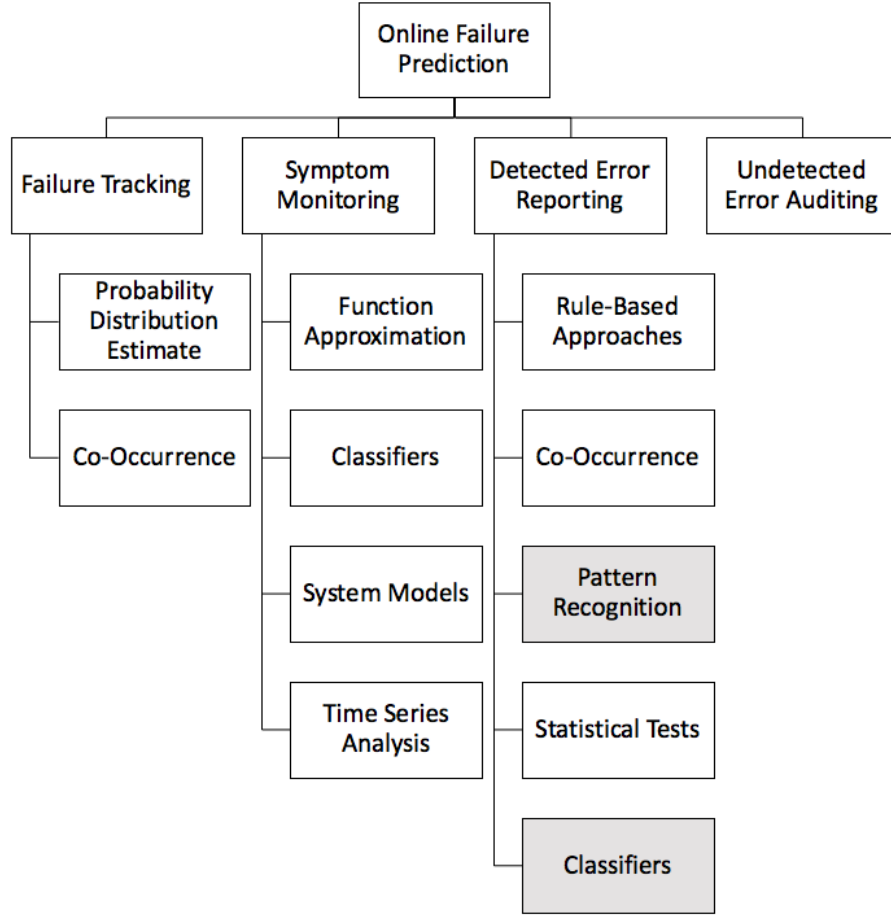 Online Failure
Prediction
Failure Tracking
Symptom
Monitoring
Detected Error
Reporting
Undetected
Error Auditing
Probability
Distribution
Estimate
Function
Approximation
Rule-Based
Approaches
Co-Occurrence
Classifiers
Co-Occurrence
System Models
Pattern
Recognition
Time Series
Analysis
Statistical Tests
Classifiers